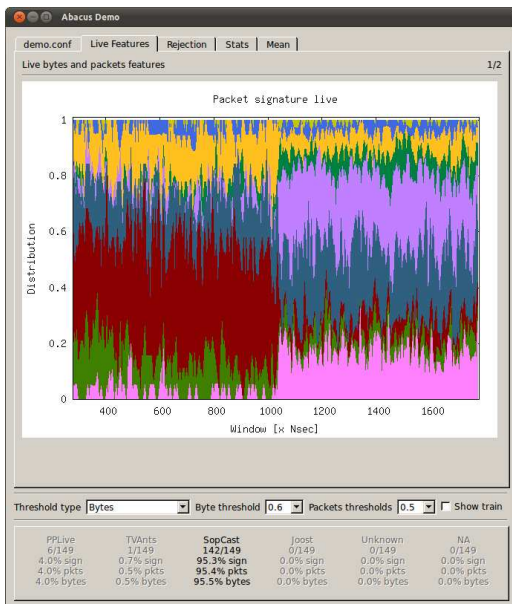 Abacus Demo
demo.conf Live Features Rejection Stats Mean
Live bytes and packets features 1/2
Packet signature live
1
0.8
0.6
0.4
0.2
0
Distribution
400 600 800 1000 1200 1400 1600
Window [x Nsec]
Threshold type Bytes Byte threshold 0.6 Packets thresholds 0.5 Show train
PPLive TVAnts SopCast Joost Unknown NA
6/149 1/149 142/149 0/149 0/149 0/149
4.0% sign 0.7% sign 95.3% sign 0.0% sign 0.0% sign 0.0% sign
4.0% pkts 0.5% pkts 95.4% pkts 0.0% pkts 0.0% pkts 0.0% pkts
4.0% bytes 0.5% bytes 95.5% bytes 0.0% bytes 0.0% bytes 0.0% bytes